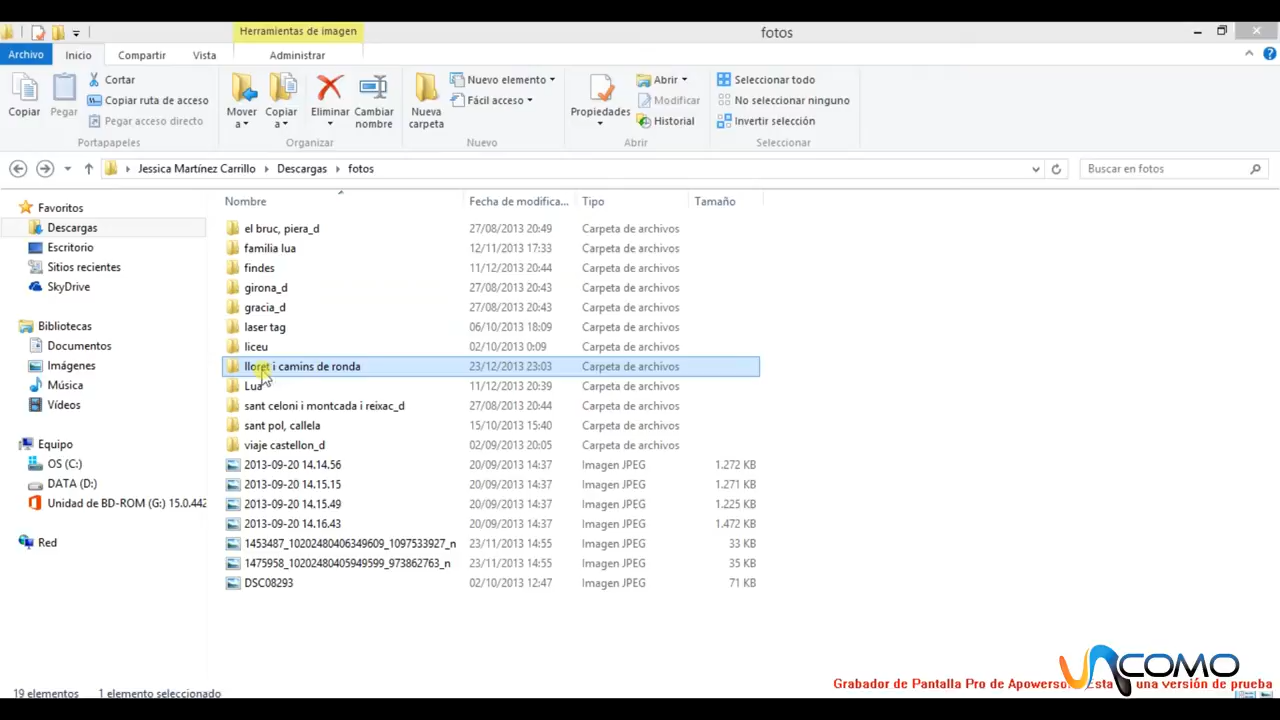 Herramientas de imagen
fotos
Archivo Inicio Compartir Vista Administrar
Copiar
Pegar
Cortar
Copiar ruta de acceso
Pegar acceso directo
Portapapeles
Mover a
Copiar a
Eliminar
Cambiar nombre
Organizar
Nueva carpeta
Nuevo elemento
Fácil acceso
Nuevo
Propiedades
Abrir
Modificar
Historial
Abrir
Seleccionar todo
No seleccionar ninguno
Invertir selección
Seleccionar
Jessica Martínez Carrillo Descargas fotos
Buscar en fotos
Favoritos
Descargas
Escritorio
Sitios recientes
SkyDrive
Bibliotecas
Documentos
Imágenes
Música
Vídeos
Equipo
OS (C:)
DATA (D:)
Unidad de BD-ROM (G:) 15.0.442
Red
Nombre Fecha de modifica... Tipo Tamaño
el bruc, piera_d 27/08/2013 20:49 Carpeta de archivos
familia lua 12/11/2013 17:33 Carpeta de archivos
findes 11/12/2013 20:44 Carpeta de archivos
girona_d 27/08/2013 20:43 Carpeta de archivos
gracia_d 27/08/2013 20:43 Carpeta de archivos
laser tag 06/10/2013 18:09 Carpeta de archivos
liceu 02/10/2013 0:09 Carpeta de archivos
lloret i camins de ronda 23/12/2013 23:03 Carpeta de archivos
Lua 11/12/2013 20:39 Carpeta de archivos
sant celoni i montcada i reixac_d 27/08/2013 20:44 Carpeta de archivos
sant pol, callela 15/10/2013 15:40 Carpeta de archivos
viaje castellon_d 02/09/2013 20:05 Carpeta de archivos
2013-09-20 14.14.56 20/09/2013 14:37 Imagen JPEG 1.272 KB
2013-09-20 14.15.15 20/09/2013 14:37 Imagen JPEG 1.271 KB
2013-09-20 14.15.49 20/09/2013 14:37 Imagen JPEG 1.225 KB
2013-09-20 14.16.43 20/09/2013 14:37 Imagen JPEG 1.472 KB
1453487_10202480406349609_1097533927_n 23/11/2013 14:55 Imagen JPEG 33 KB
1475958_10202480405949599_973862763_n 23/11/2013 14:55 Imagen JPEG 35 KB
DSC08293 02/10/2013 12:47 Imagen JPEG 71 KB
UNCOMO
Grabador de Pantalla Pro de Apowerso Esta una versión de prueba
19 elementos 1 elemento seleccionado